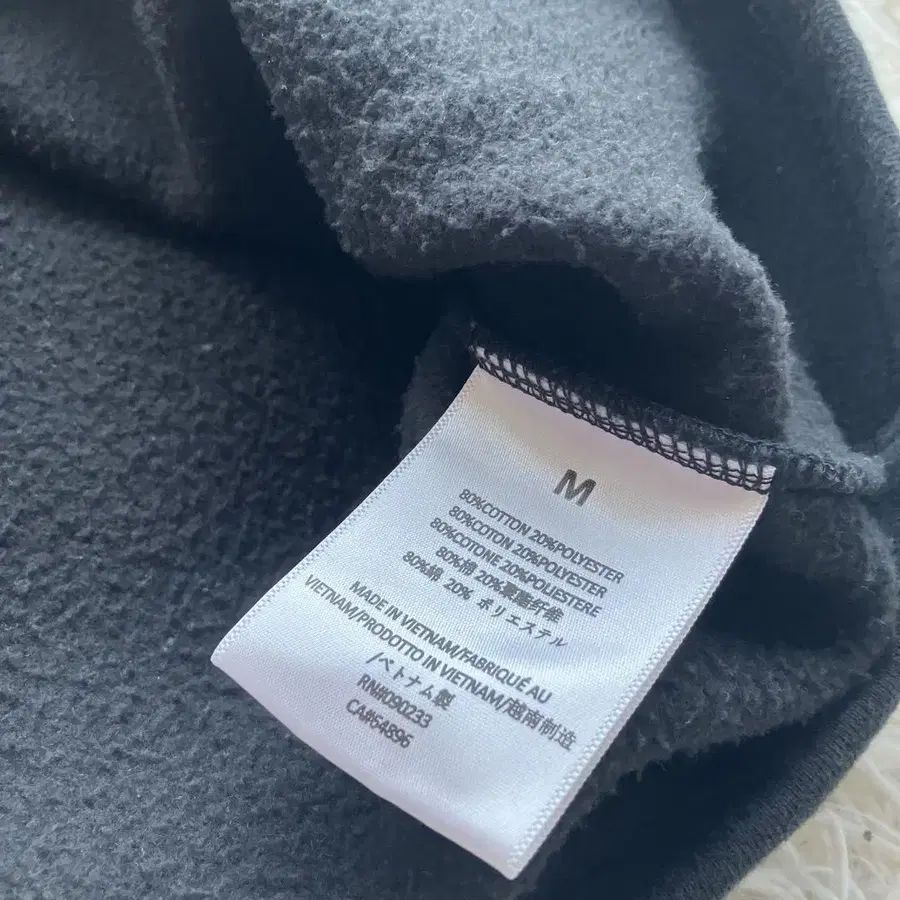 M
80%COTTON 20%POLYESTER
80%COTON 20%POLYESTER
80%COTONE 20%POLIESTERE
80%棉 20%聚酯纤维
80%綿 20% ポリエステル
MADE IN VIETNAM/FABRIQUÉ AU
VIETNAM/PRODOTTO IN VIETNAM/越南制造
/ベトナム製
RN#090233
CA#64896